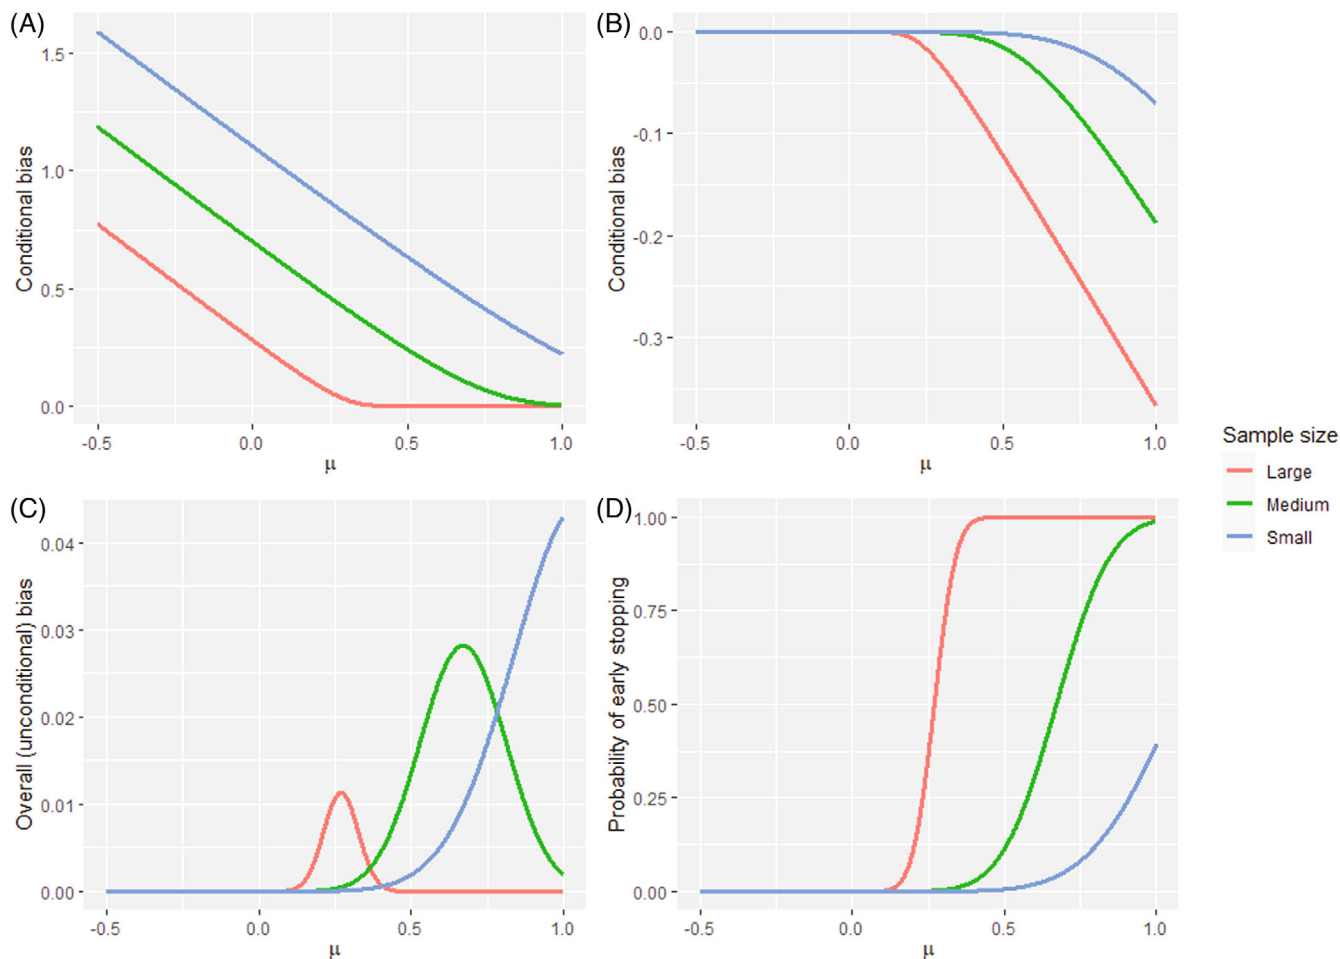 (A)
Conditional bias
1.5
1.0
0.5
0.0
-0.5
0.0
0.5
1.0
μ
(B)
Conditional bias
0.0
-0.1
-0.2
-0.3
-0.5
0.0
0.5
1.0
μ
(C)
Overall (unconditional) bias
0.04
0.03
0.02
0.01
0.00
-0.5
0.0
0.5
1.0
μ
(D)
Probability of early stopping
1.00
0.75
0.50
0.25
0.00
-0.5
0.0
0.5
1.0
μ
Sample size
Large
Medium
Small